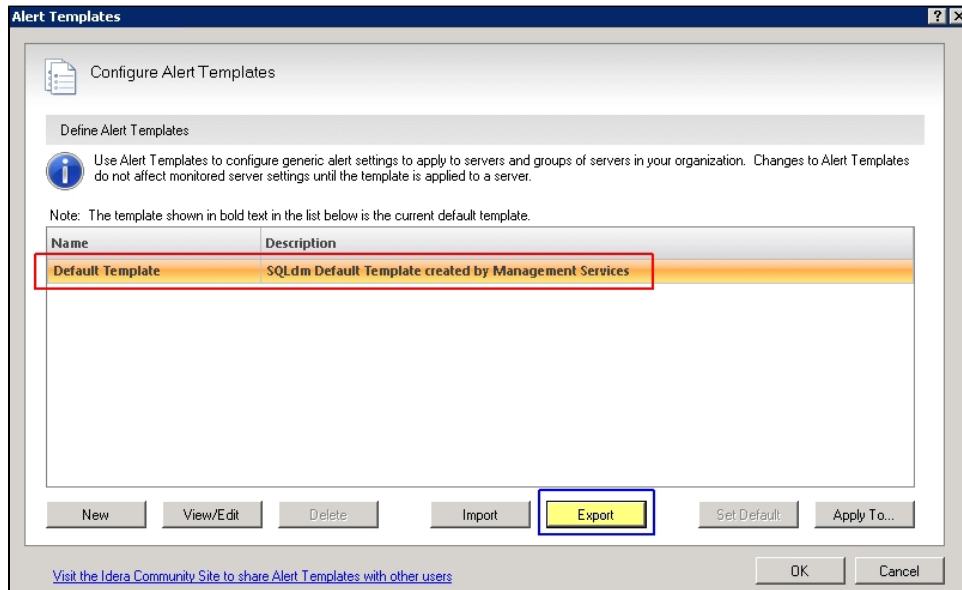 Alert Templates
Configure Alert Templates
Define Alert Templates
Use Alert Templates to configure generic alert settings to apply to servers and groups of servers in your organization. Changes to Alert Templates
do not affect monitored server settings until the template is applied to a server.
Note: The template shown in bold text in the list below is the current default template.
Name Description
Default Template SQLdm Default Template created by Management Services
New View/Edit Delete Import Export Set Default Apply To...
Visit the Idera Community Site to share Alert Templates with other users
OK Cancel